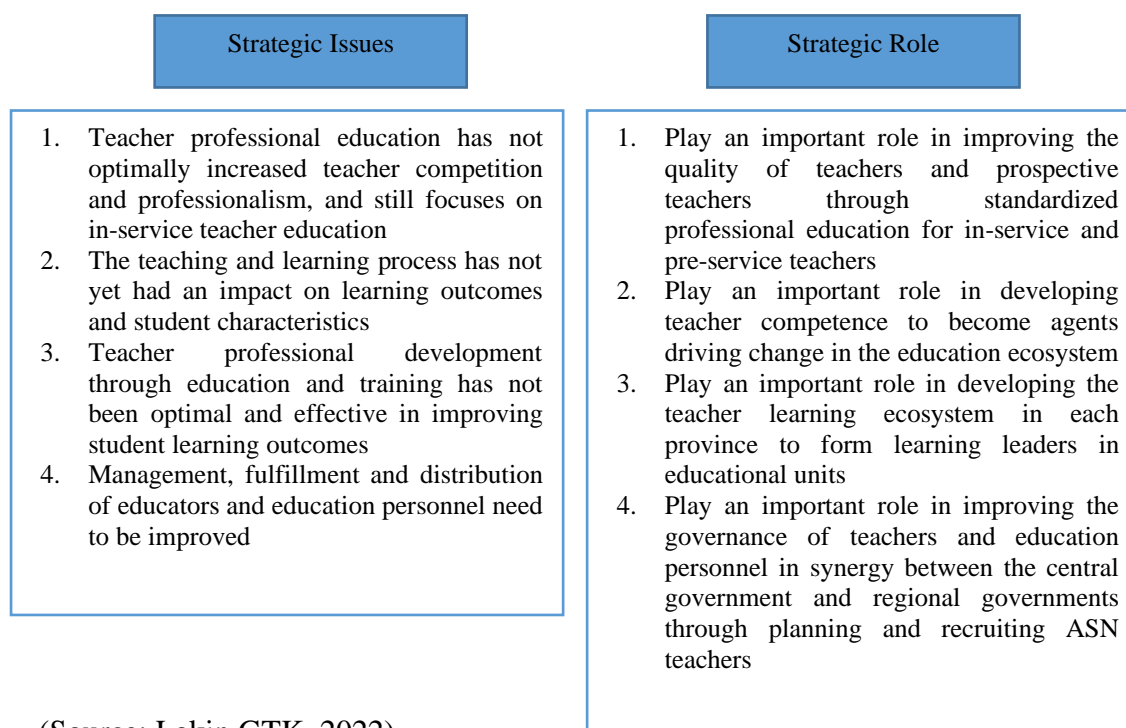 Strategic Issues
1. Teacher professional education has not
optimally increased teacher competition
and professionalism, and still focuses on
in-service teacher education
2. The teaching and learning process has not
yet had an impact on learning outcomes
and student characteristics
3. Teacher professional development
through education and training has not
been optimal and effective in improving
student learning outcomes
4. Management, fulfillment and distribution
of educators and education personnel need
to be improved
Strategic Role
1. Play an important role in improving the
quality of teachers and prospective
teachers through standardized
professional education for in-service and
pre-service teachers
2. Play an important role in developing
teacher competence to become agents
driving change in the education ecosystem
3. Play an important role in developing the
teacher learning ecosystem in each
province to form learning leaders in
educational units
4. Play an important role in improving the
governance of teachers and education
personnel in synergy between the central
government and regional governments
through planning and recruiting ASN
teachers
(Source: Lakip GTK, 2022)